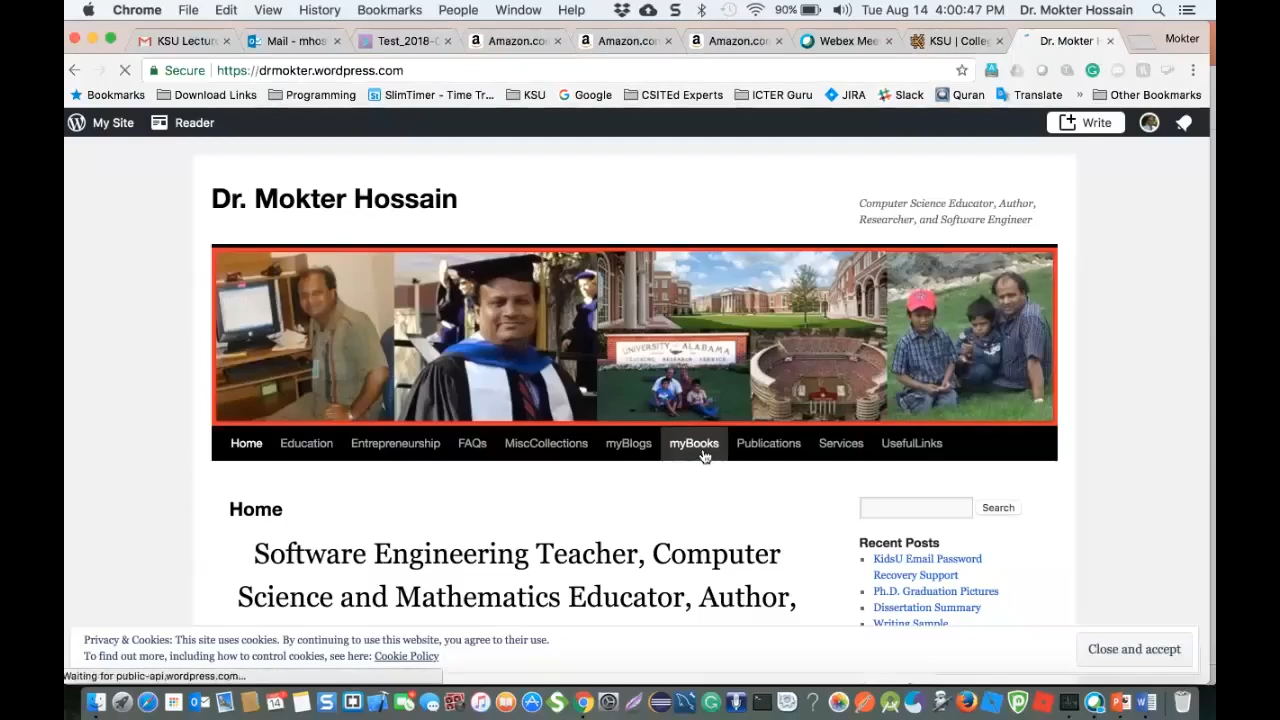 Chrome File Edit View History Bookmarks People Window Help 90% Tue Aug 14 4:00:47 PM Dr. Mokter Hossain
KSU Lectur Mail - mhos Test_2018- Amazon.co Amazon.co Amazon.co Webex Mee KSU | Colleg Dr. Mokter H Mokter
Secure https://drmokter.wordpress.com
Bookmarks Download Links Programming SlimTimer - Time Tr... KSU Google CSITEd Experts ICTER Guru JIRA Slack Quran Translate » Other Bookmarks
My Site Reader Write
Dr. Mokter Hossain
Computer Science Educator, Author,
Researcher, and Software Engineer
UNIVERSITY of ALABAMA
TEACHING RESEARCH SERVICE
Home Education Entrepreneurship FAQs MiscCollections myBlogs myBooks Publications Services UsefulLinks
Home
Software Engineering Teacher, Computer
Science and Mathematics Educator, Author,
Search
Recent Posts
KidsU Email Password
Recovery Support
Ph.D. Graduation Pictures
Dissertation Summary
Writing Sample
Privacy & Cookies: This site uses cookies. By continuing to use this website, you agree to their use.
To find out more, including how to control cookies, see here: Cookie Policy
Close and accept
Waiting for public-api.wordpress.com...